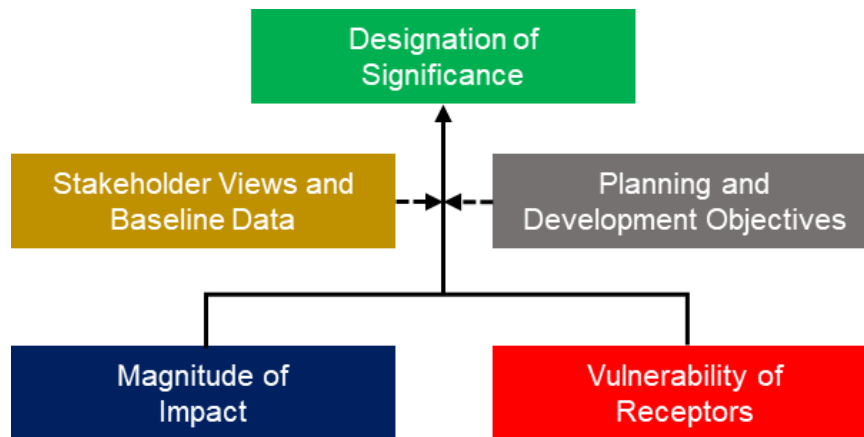 Designation of
Significance
Stakeholder Views and
Baseline Data
Planning and
Development Objectives
Magnitude of
Impact
Vulnerability of
Receptors